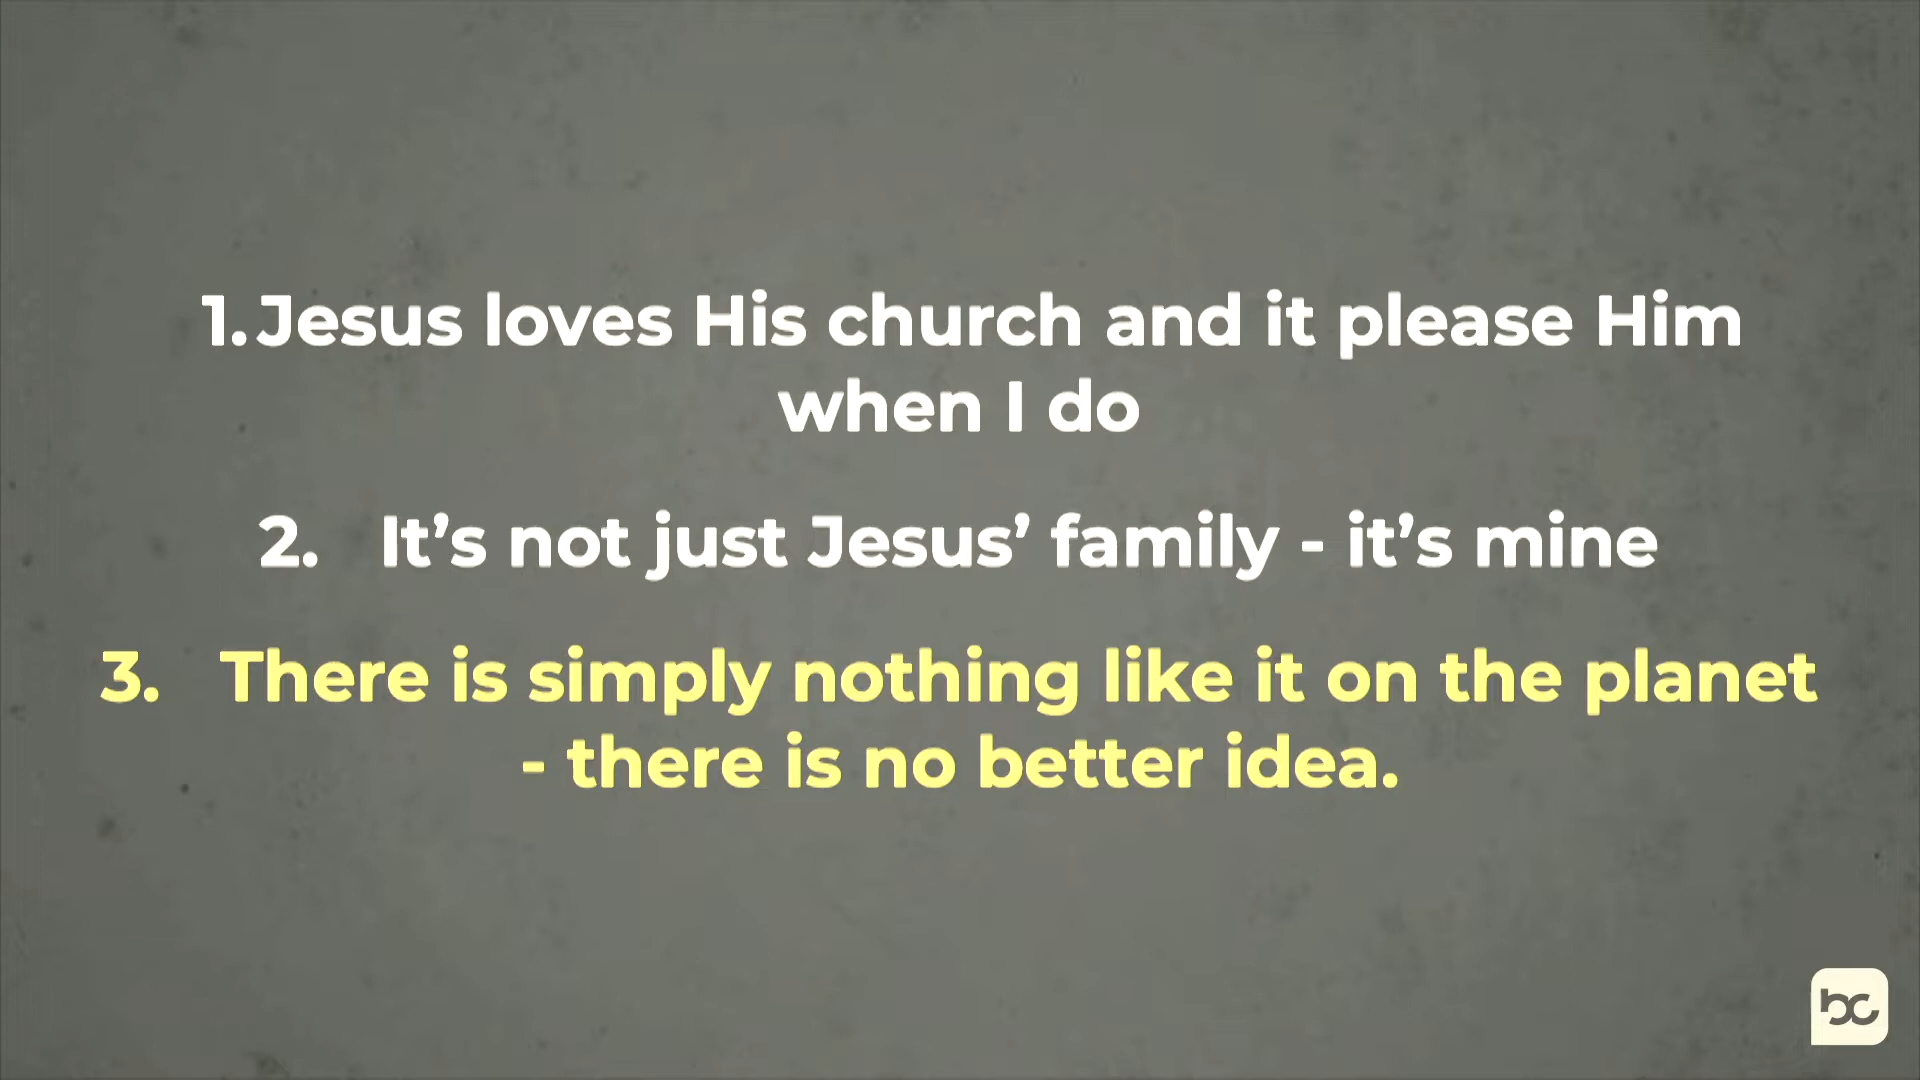 1. Jesus loves His church and it please Him
when I do
2. It’s not just Jesus’ family - it’s mine
3. There is simply nothing like it on the planet
- there is no better idea.
bc